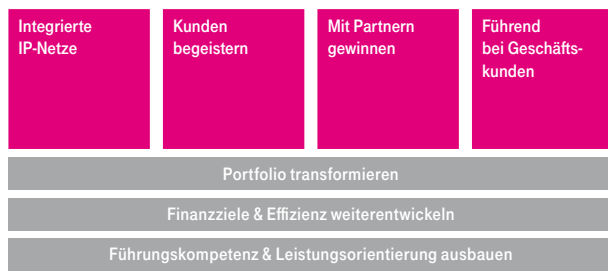 Integrierte
IP-Netze
Kunden
begeistern
Mit Partnern
gewinnen
Führend
bei Geschäfts-
kunden
Portfolio transformieren
Finanzziele & Effizienz weiterentwickeln
Führungskompetenz & Leistungsorientierung ausbauen